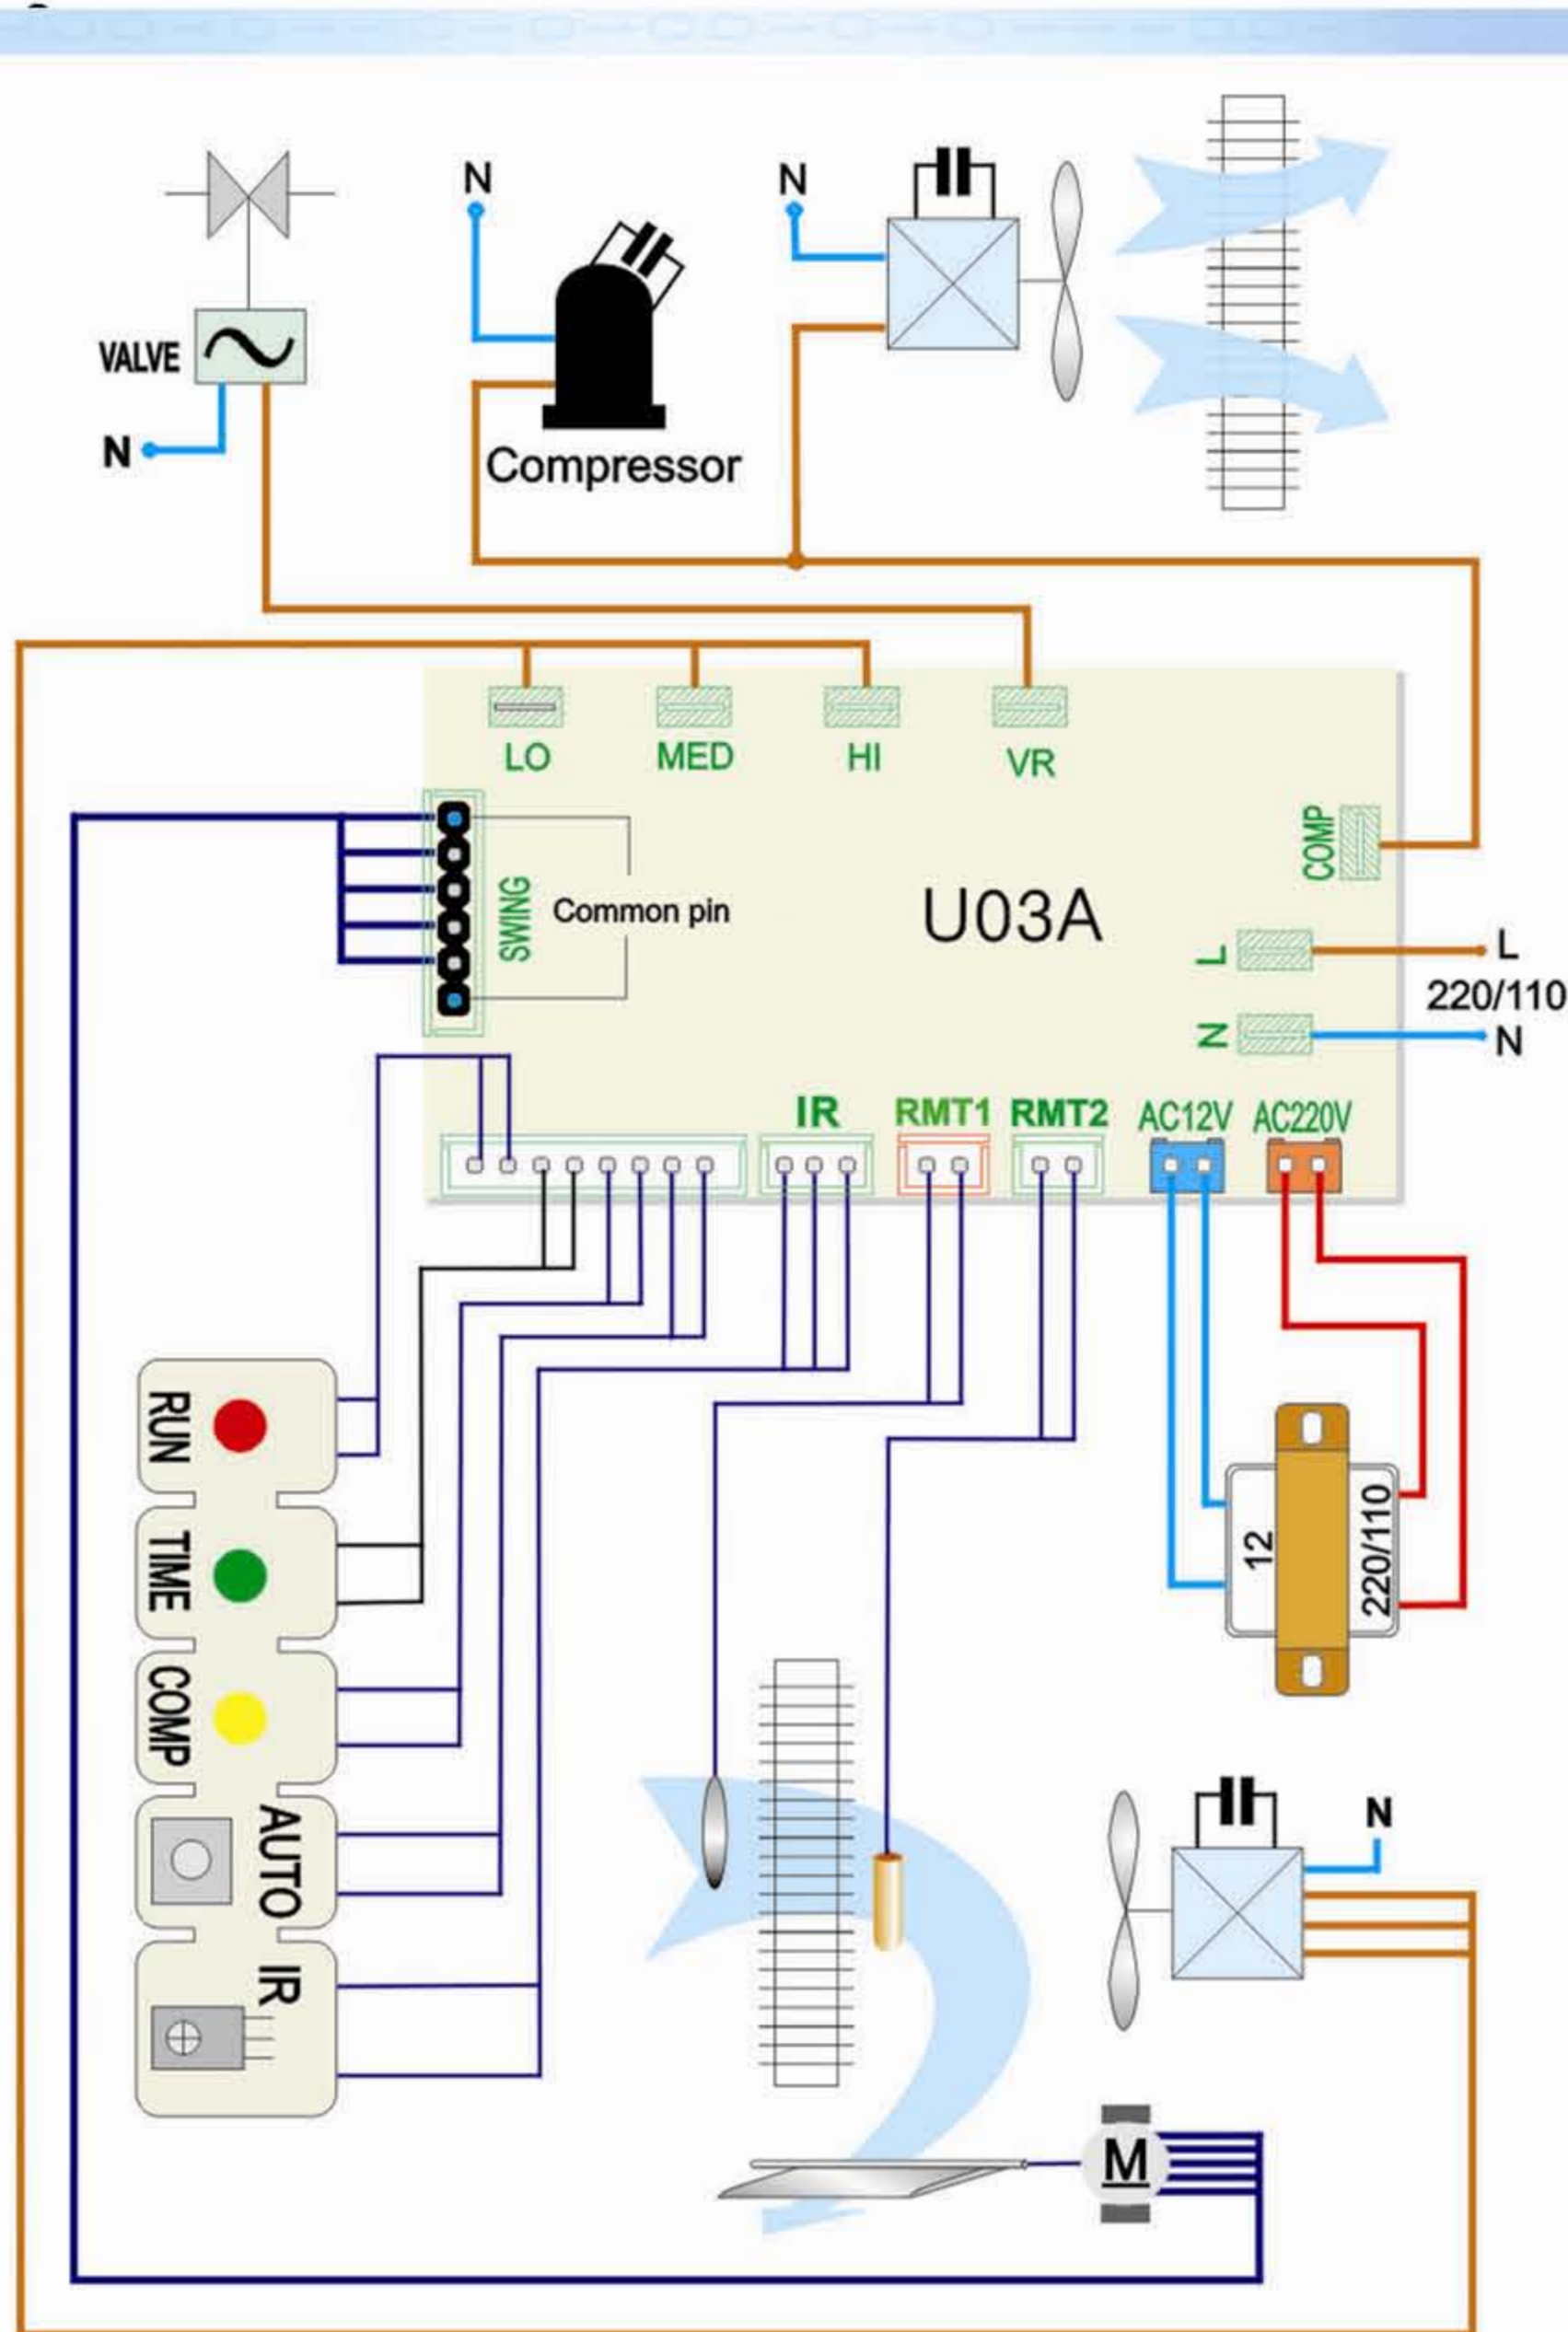 N
N
VALVE
N
Compressor
LO
MED
HI
VR
COMP
SWING
Common pin
U03A
L
L
220/110
N
N
IR
RMT1
RMT2
AC12V
AC220V
RUN
TIME
COMP
AUTO
IR
12
220/110
N
M